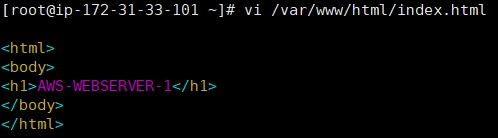 [root@ip-172-31-33-101 ~]# vi /var/www/html/index.html
<html>
<body>
<h1>AWS-WEBSERVER-1</h1>
</body>
</html>